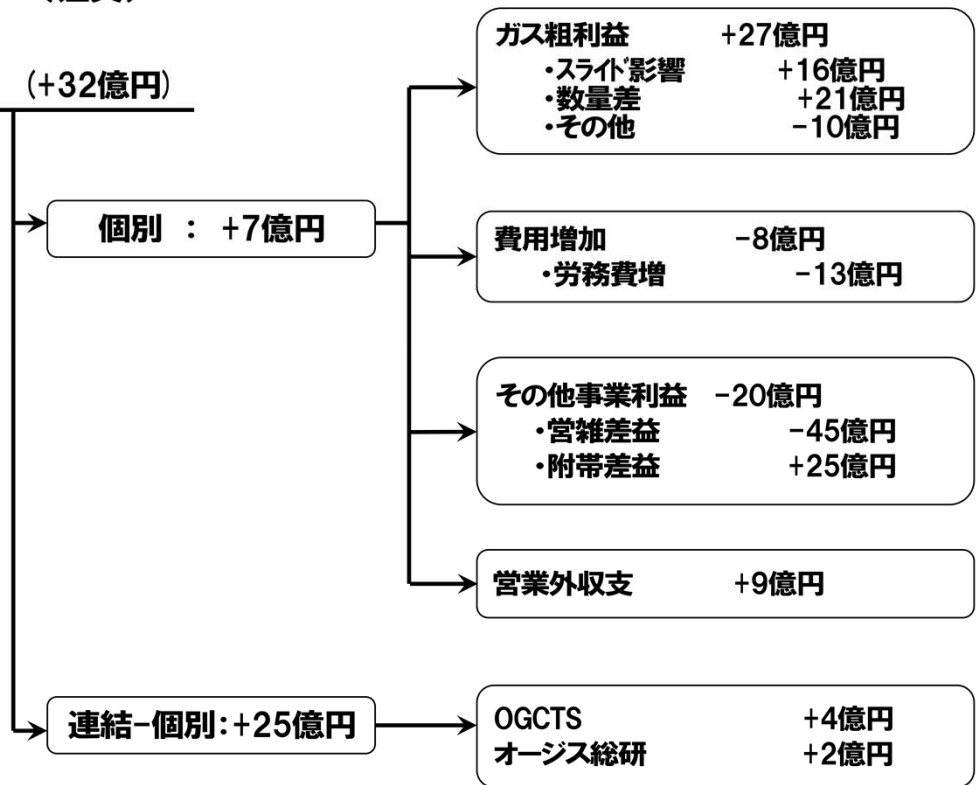 (+32億円)
個別 : +7億円
ガス粗利益 +27億円
・スライド影響 +16億円
・数量差 +21億円
・その他 -10億円
費用増加 -8億円
・労務費増 -13億円
その他事業利益 -20億円
・営雑差益 -45億円
・附帯差益 +25億円
営業外収支 +9億円
連結-個別:+25億円
OGCTS +4億円
オージス総研 +2億円